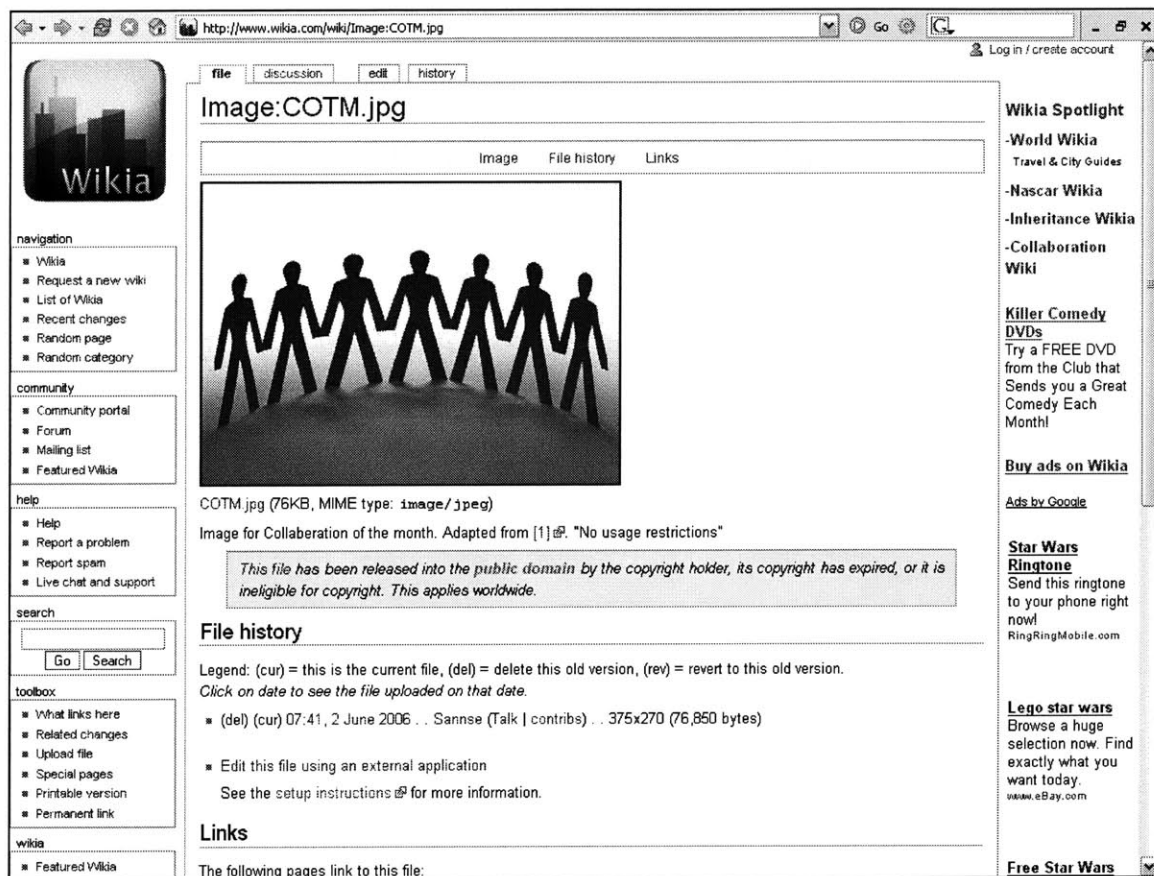 http://www.wikia.com/wiki/Image:COTM.jpg
Go
G
Log in / create account
Wikia
file
discussion
edit
history
Image:COTM.jpg
Image
File history
Links
navigation
Wikia
Request a new wiki
List of Wikia
Recent changes
Random page
Random category
community
Community portal
Forum
Mailing list
Featured Wikia
help
Help
Report a problem
Report spam
Live chat and support
search
Go
Search
toolbox
What links here
Related changes
Upload file
Special pages
Printable version
Permanent link
wikia
Featured Wikia
COTM.jpg (76KB, MIME type: image/jpeg)
Image for Collaberation of the month. Adapted from [1]. "No usage restrictions"
This file has been released into the public domain by the copyright holder, its copyright has expired, or it is
ineligible for copyright. This applies worldwide.
File history
Legend: (cur) = this is the current file, (del) = delete this old version, (rev) = revert to this old version.
Click on date to see the file uploaded on that date.
(del) (cur) 07:41, 2 June 2006 . . Sannse (Talk | contribs) . . 375x270 (76,850 bytes)
Edit this file using an external application
See the setup instructions for more information.
Links
The following pages link to this file:
Wikia Spotlight
-World Wikia
Travel & City Guides
-Nascar Wikia
-Inheritance Wikia
-Collaboration
Wiki
Killer Comedy
DVDs
Try a FREE DVD
from the Club that
Sends you a Great
Comedy Each
Month!
Buy ads on Wikia
Ads by Google
Star Wars
Ringtone
Send this ringtone
to your phone right
now!
RingRingMobile.com
Lego star wars
Browse a huge
selection now. Find
exactly what you
want today.
www.eBay.com
Free Star Wars